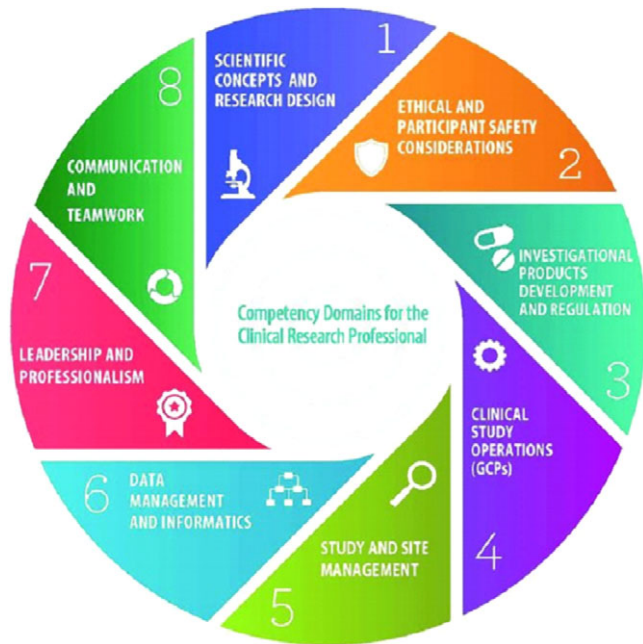 1
SCIENTIFIC
CONCEPTS AND
RESEARCH DESIGN
ETHICAL AND
PARTICIPANT SAFETY
CONSIDERATIONS
2
INVESTIGATIONAL
PRODUCTS
DEVELOPMENT
AND REGULATION
3
CLINICAL
STUDY
OPERATIONS
(GCPs)
4
STUDY AND SITE
MANAGEMENT
5
6
DATA
MANAGEMENT
AND INFORMATICS
7
LEADERSHIP AND
PROFESSIONALISM
8
COMMUNICATION
AND
TEAMWORK
Competency Domains for the
Clinical Research Professional